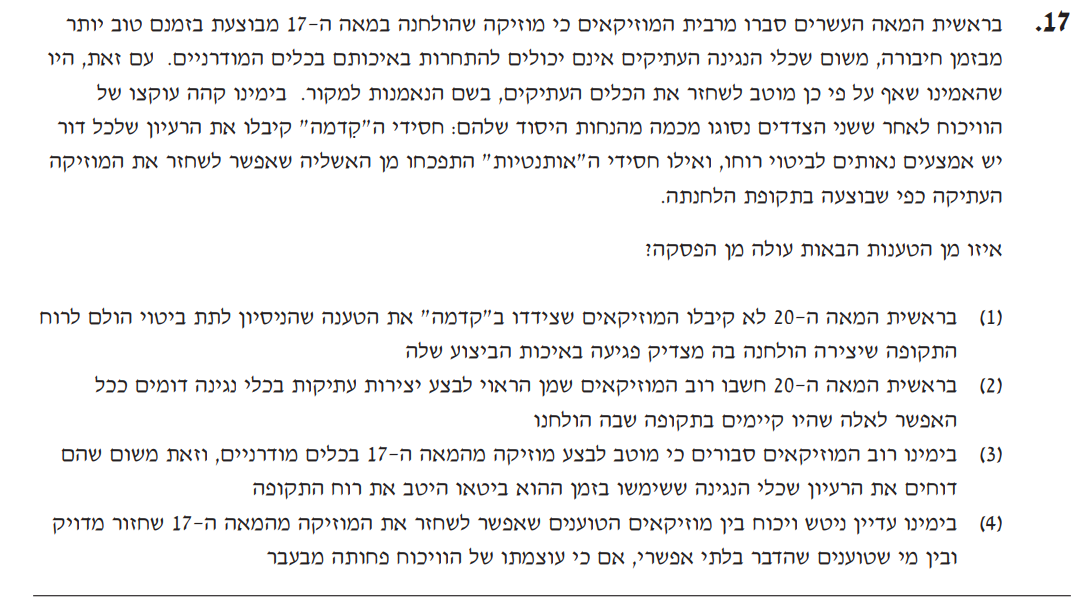 17. בראשית המאה העשרים סברו מרבית המוזיקאים כי מוזיקה שהולחנה במאה ה-17 מבוצעת בזמנם טוב יותר
מבזמן חיבורה, משום שכלי הנגינה העתיקים אינם יכולים להתחרות באיכותם בכלים המודרניים. עם זאת, היו
שהאמינו שאף על פי כן מוטב לשחזר את הכלים העתיקים, בשם הנאמנות למקור. בימינו קהה עוקצו של
הוויכוח לאחר ששני הצדדים נסוגו מכמה מהנחות היסוד שלהם: חסידי ה"קִדמה" קיבלו את הרעיון שלכל דור
יש אמצעים נאותים לביטוי רוחו, ואילו חסידי ה"אותנטיות" התפכחו מן האשליה שאפשר לשחזר את המוזיקה
העתיקה כפי שבוצעה בתקופת הלחנתה.
איזו מן הטענות הבאות עולה מן הפסקה?
(1) בראשית המאה ה-20 לא קיבלו המוזיקאים שצידדו ב"קדמה" את הטענה שהניסיון לתת ביטוי הולם לרוח
התקופה שיצירה הולחנה בה מצדיק פגיעה באיכות הביצוע שלה
(2) בראשית המאה ה-20 חשבו רוב המוזיקאים שמן הראוי לבצע יצירות עתיקות בכלי נגינה דומים ככל
האפשר לאלה שהיו קיימים בתקופה שבה הולחנו
(3) בימינו רוב המוזיקאים סבורים כי מוטב לבצע מוזיקה מהמאה ה-17 בכלים מודרניים, וזאת משום שהם
דוחים את הרעיון שכלי הנגינה ששימשו בזמן ההוא ביטאו היטב את רוח התקופה
(4) בימינו עדיין ניטש ויכוח בין מוזיקאים הטוענים שאפשר לשחזר את המוזיקה מהמאה ה-17 שחזור מדויק
ובין מי שטוענים שהדבר בלתי אפשרי, אם כי עוצמתו של הוויכוח פחותה מבעבר